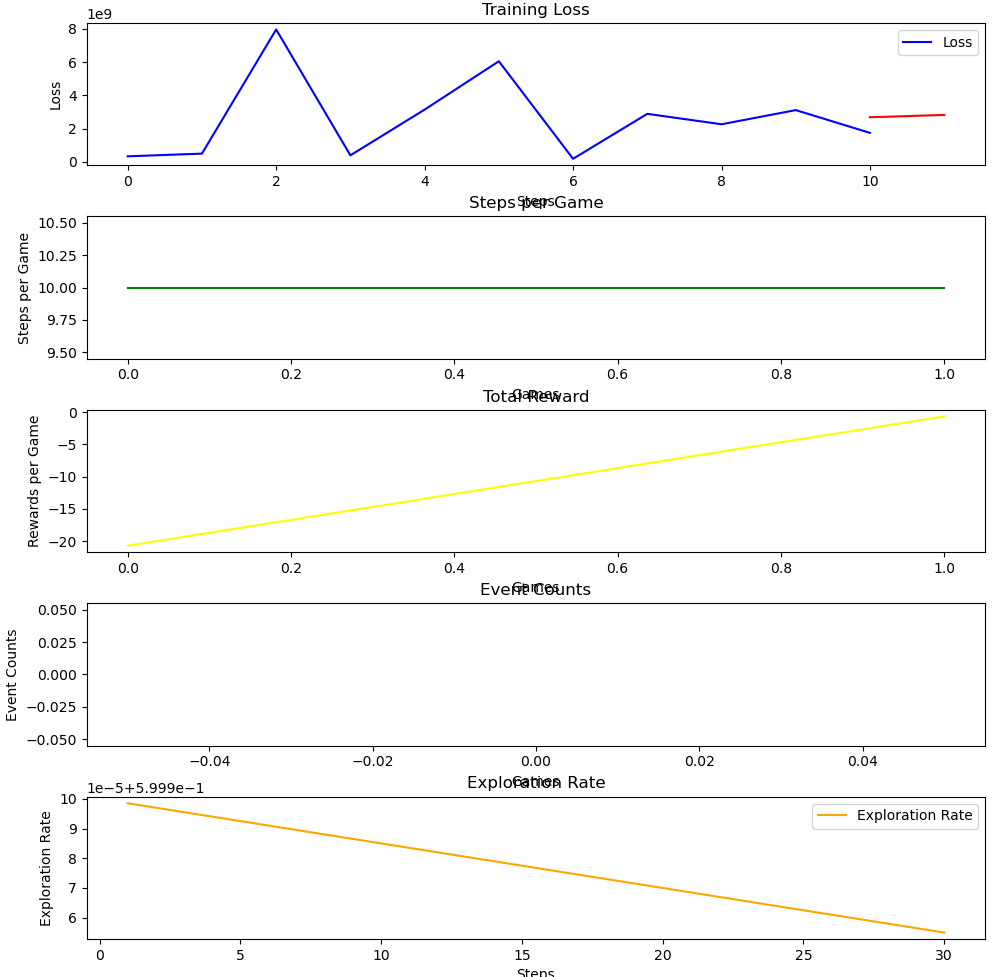 Training Loss
1e9
8
6
4
2
0
Loss
Loss
0 2 4 6 8 10
Steps
Steps per Game
10.50
10.25
10.00
9.75
9.50
Steps per Game
0.0 0.2 0.4 0.6 0.8 1.0
Games
Total Reward
0
−5
−10
−15
−20
Rewards per Game
0.0 0.2 0.4 0.6 0.8 1.0
Games
Event Counts
0.050
0.025
0.000
−0.025
−0.050
Event Counts
−0.04 −0.02 0.00 0.02 0.04
Games
Exploration Rate
1e−5+5.999e−1
10
9
8
7
6
Exploration Rate
Exploration Rate
0 5 10 15 20 25 30
Steps